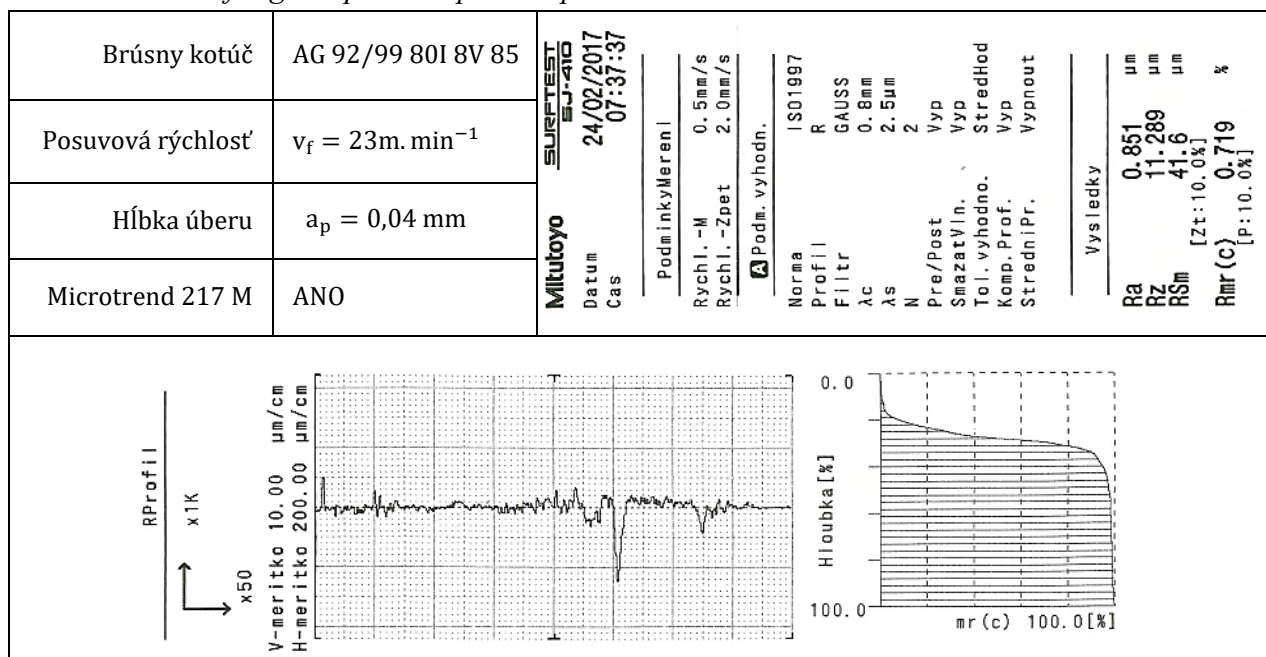 Brúsny kotúč
AG 92/99 80I 8V 85
Posuvová rýchlosť
v_f = 23m. min⁻¹
Hĺbka úberu
a_p = 0,04 mm
Microtrend 217 M
ANO
Mitutoyo
SURFTEST
SJ-410
Datum 24/02/2017
Cas 07:37:37
PodminkyMereni
Rychl.-M 0.5mm/s
Rychl.-Zpet 2.0mm/s
A Podm.vyhodn.
Norma ISO1997
Profil R
Filtr GAUSS
λc 0.8mm
λs 2.5µm
N 2
Pre/Post Vyp
SmazatVln. Vyp
Tol.vyhodno. StredHod
Komp.Prof. Vyp
StredniPr. Vypnout
Vysledky
Ra 0.851 µm
Rz 11.289 µm
RSm 41.6 µm
[Zt:10.0%]
Rmr(c) 0.719 %
[P:10.0%]
RProfil
x1K
x50
V-meritko 10.00 µm/cm
H-meritko 200.00 µm/cm
0.0
Hloubka[%]
100.0
mr(c) 100.0[%]